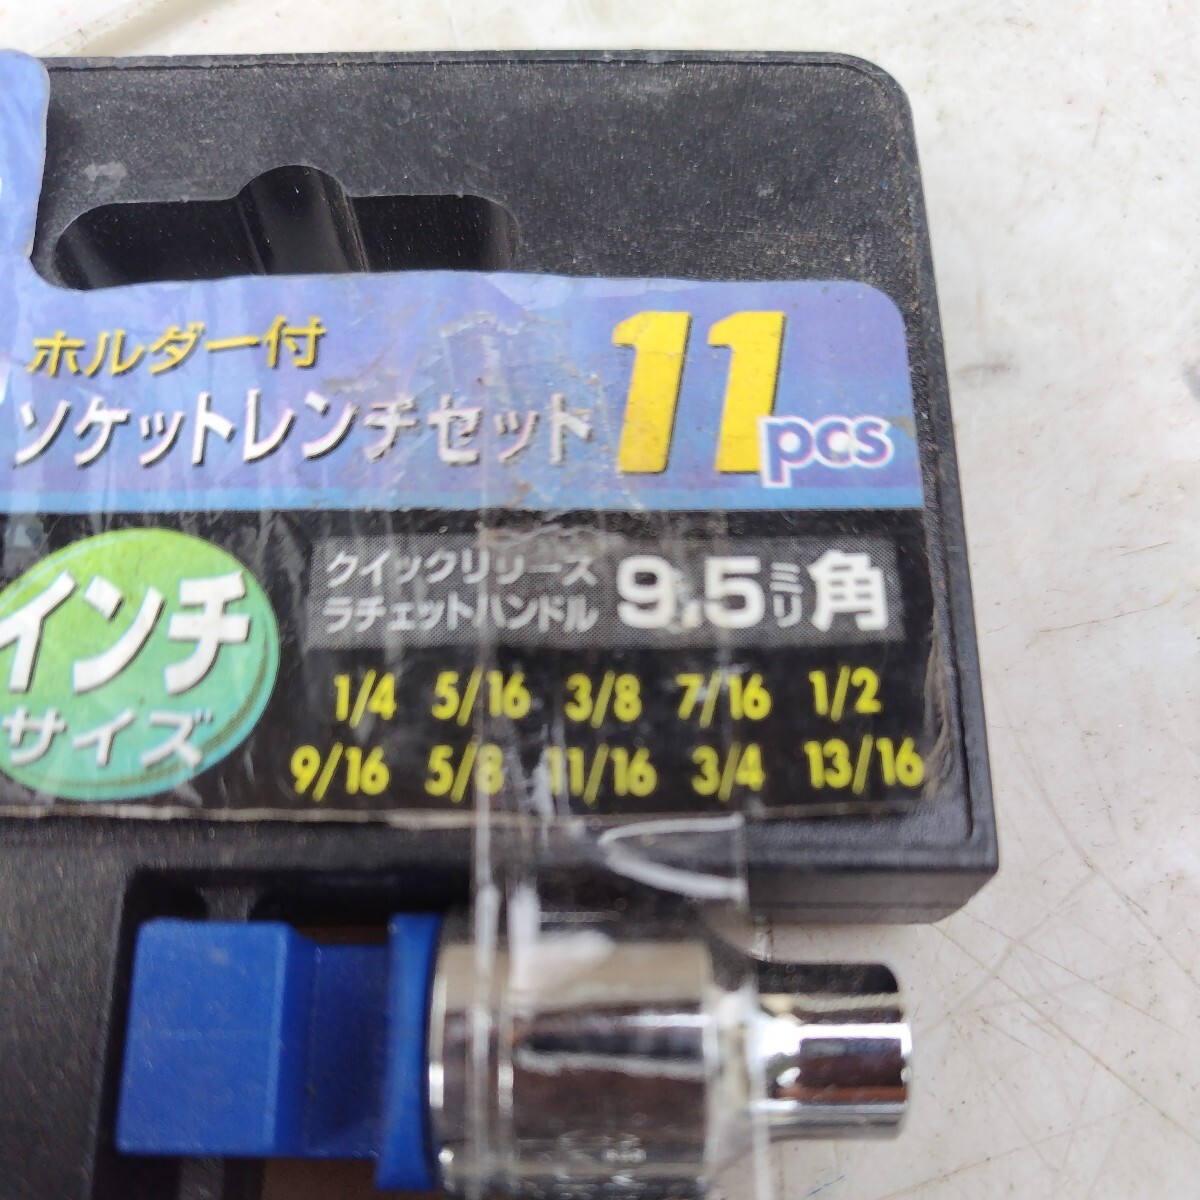 ホルダー付
ソケットレンチセット 11pcs
インチ
サイズ
クイックリリース
ラチェットハンドル 9.5ミリ角
1/4 5/16 3/8 7/16 1/2
9/16 5/8 11/16 3/4 13/16